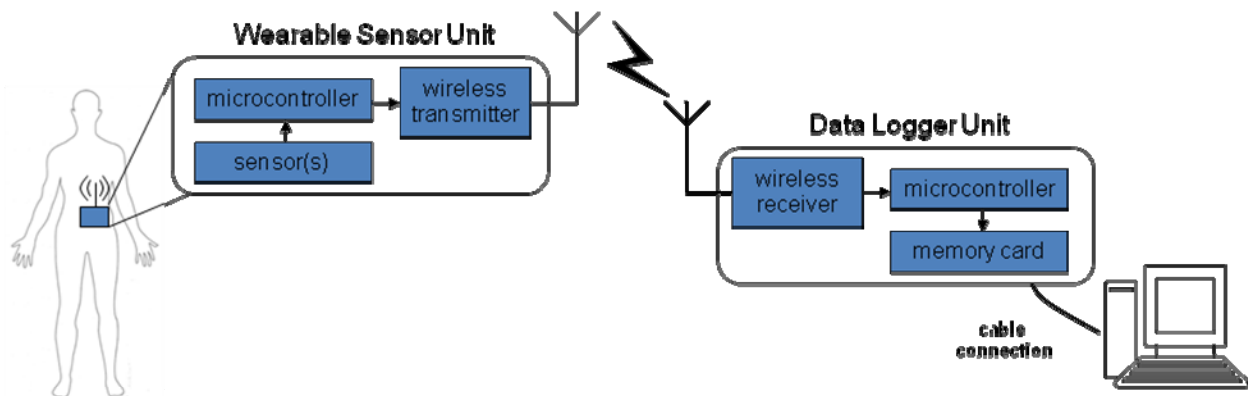 Wearable Sensor Unit
microcontroller
wireless
transmitter
sensor(s)
Data Logger Unit
wireless
receiver
microcontroller
memory card
cable
connection